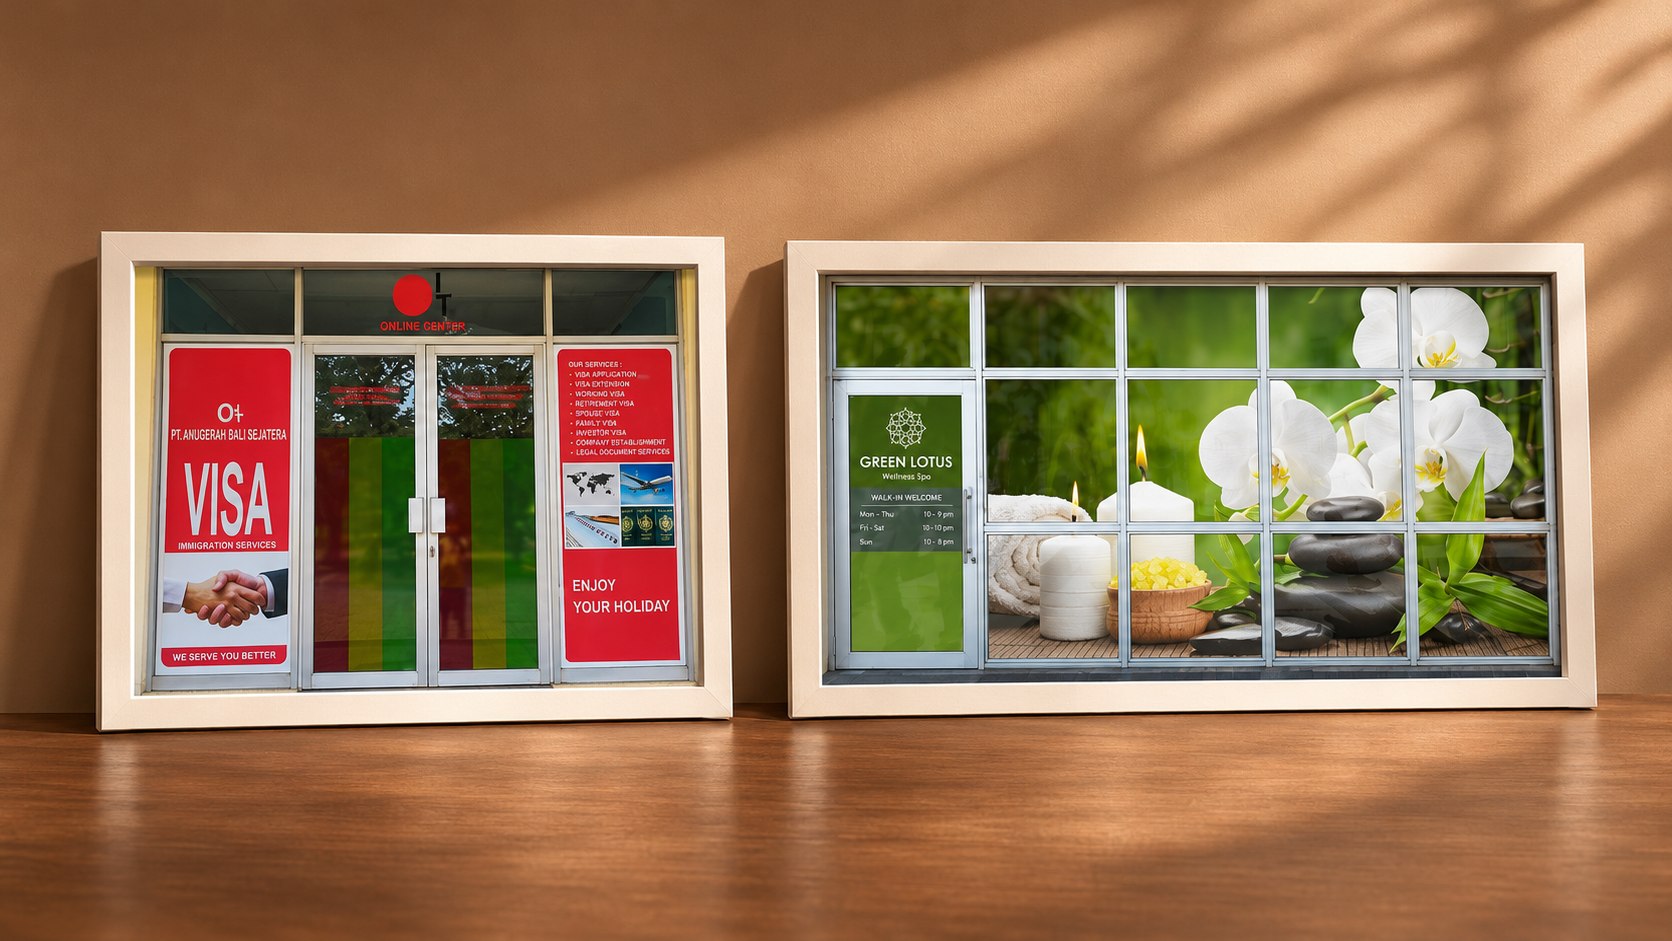 ONLINE CENTER
PT. ANUGERAH BALI SEJATERA
VISA
IMMIGRATION SERVICES
WE SERVE YOU BETTER
OUR SERVICES :
- VISA APPLICATION
- VISA EXTENSION
- WORKING VISA
- RETIREMENT VISA
- SPOUSE VISA
- FAMILY VISA
- INVESTOR VISA
- COMPANY ESTABLISHMENT
- LEGAL DOCUMENT SERVICES
ENJOY
YOUR HOLIDAY
GREEN LOTUS
Wellness Spa
WALK-IN WELCOME
Mon - Thu 10 - 9 pm
Fri - Sat 10 - 10 pm
Sun 10 - 8 pm